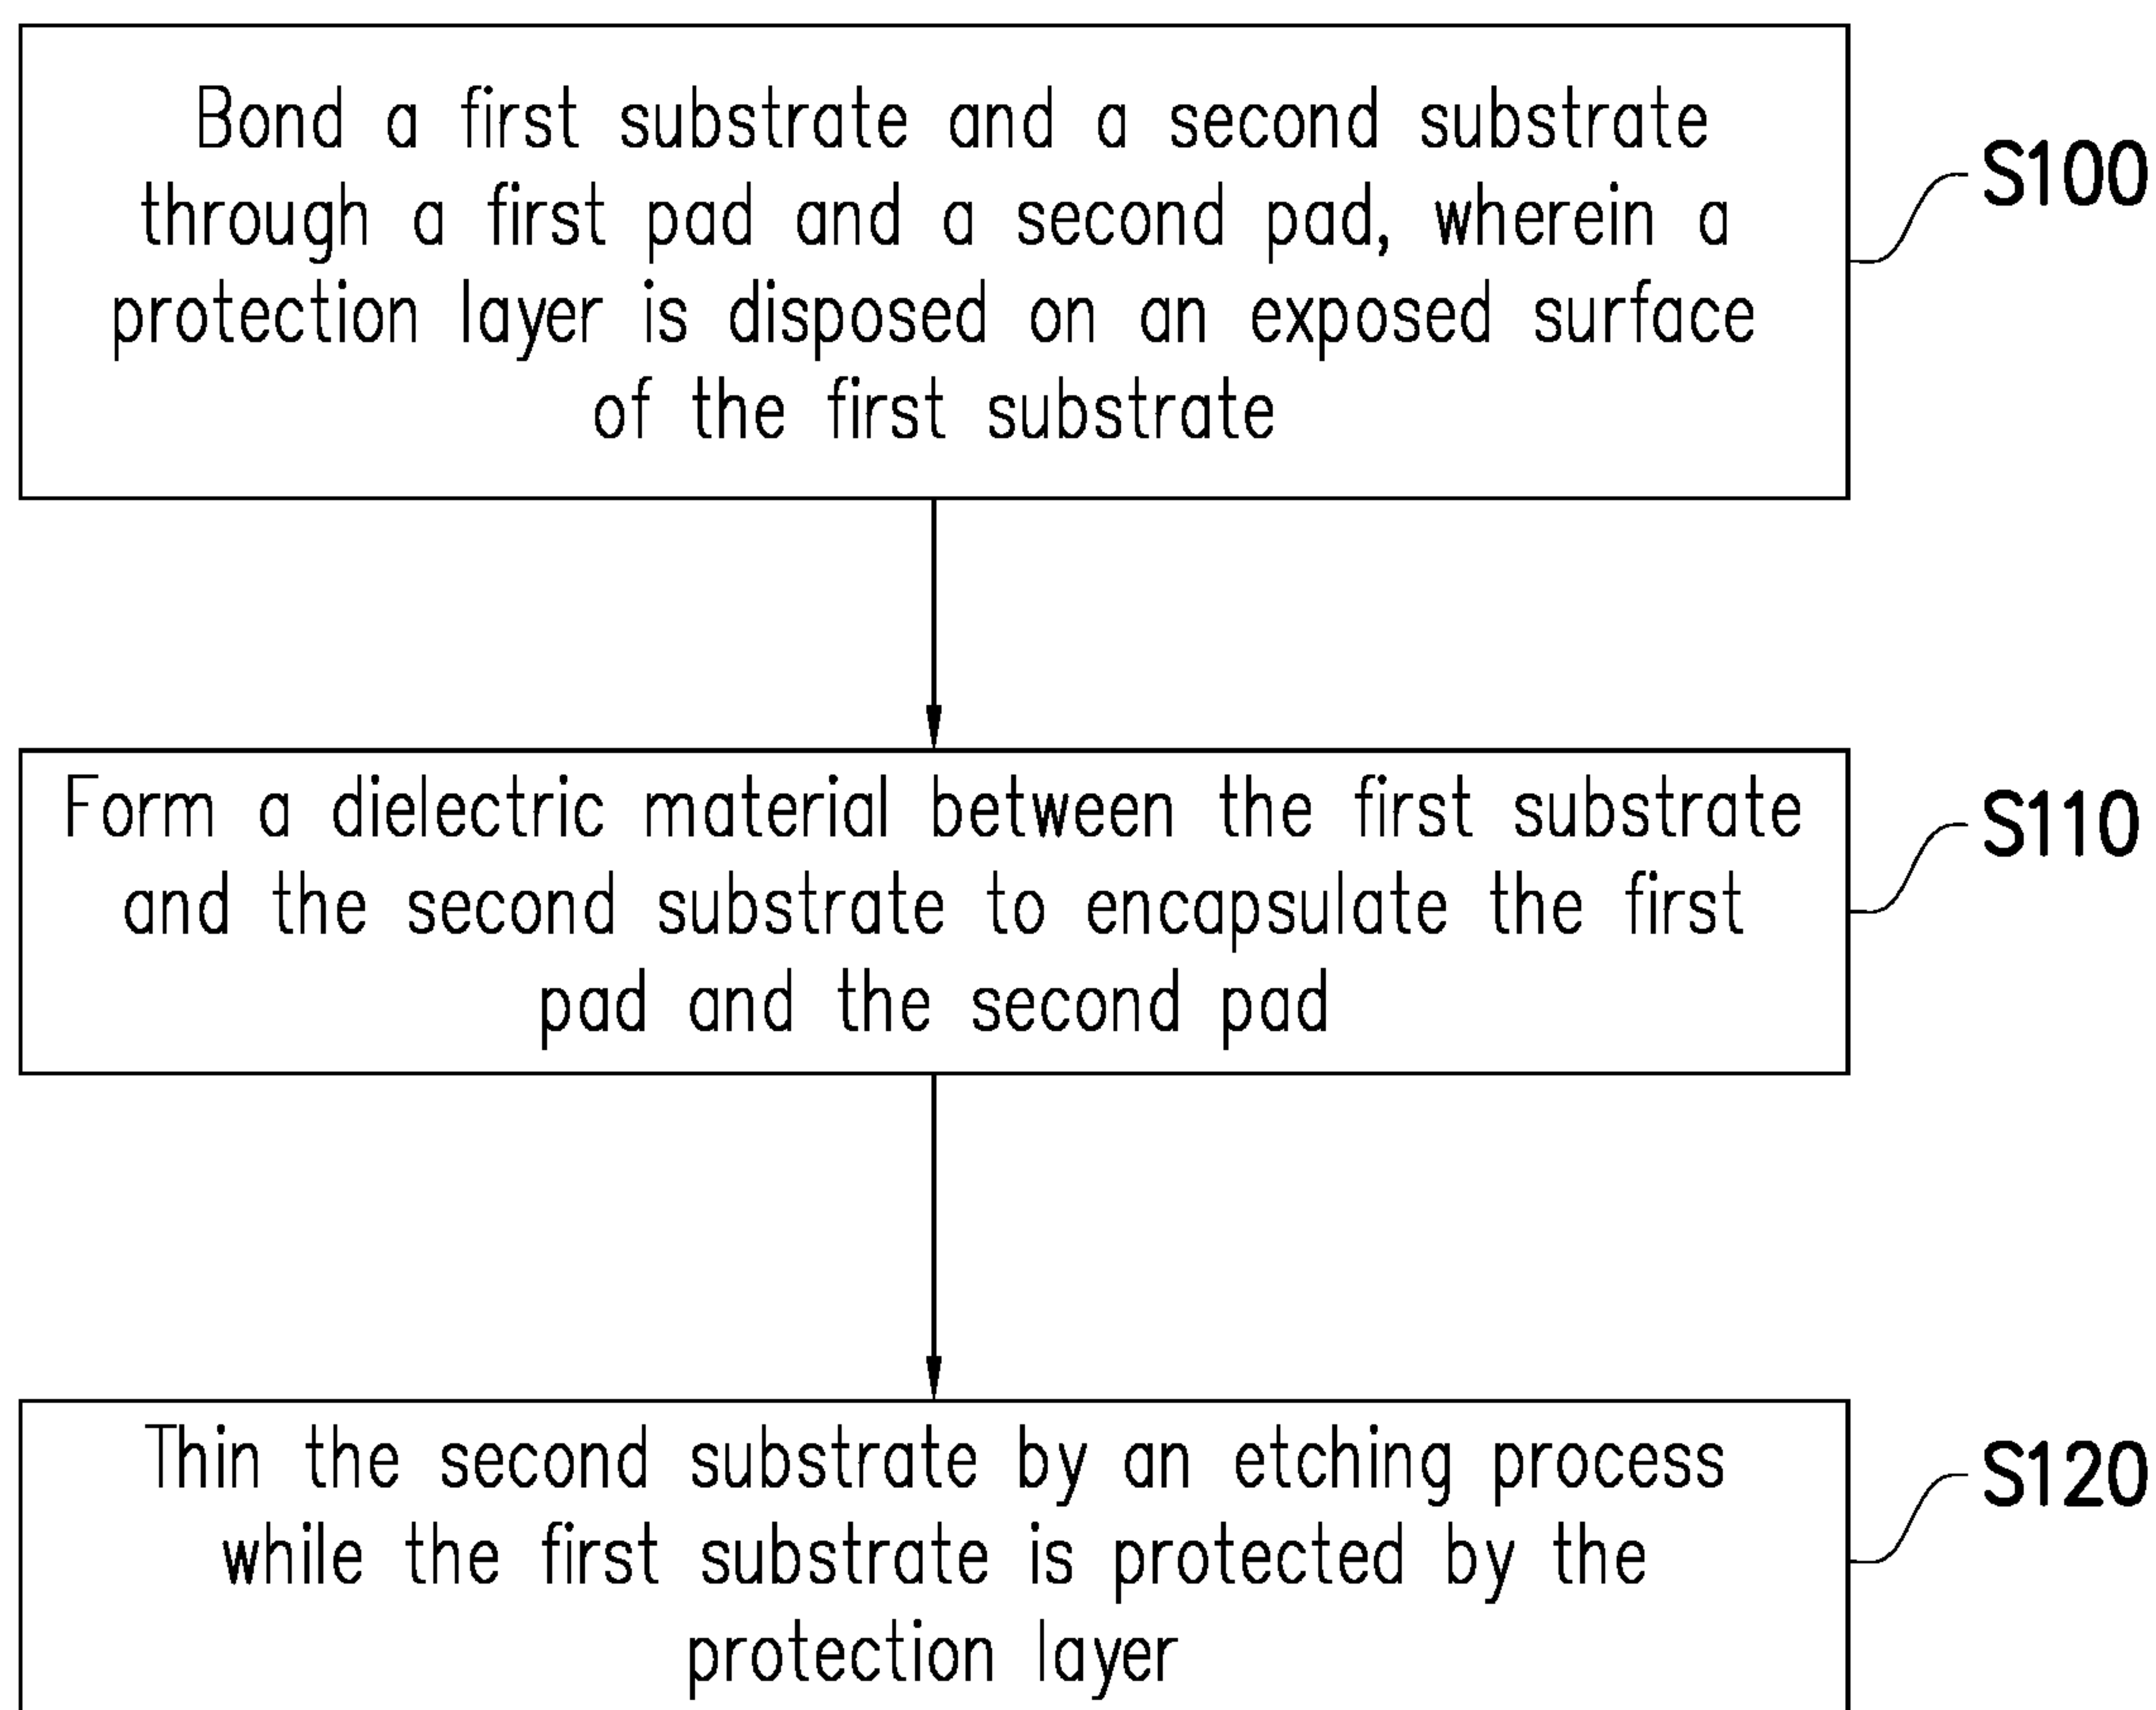 Bond a first substrate and a second substrate
through a first pad and a second pad, wherein a
protection layer is disposed on an exposed surface
of the first substrate
S100
Form a dielectric material between the first substrate
and the second substrate to encapsulate the first
pad and the second pad
S110
Thin the second substrate by an etching process
while the first substrate is protected by the
protection layer
S120